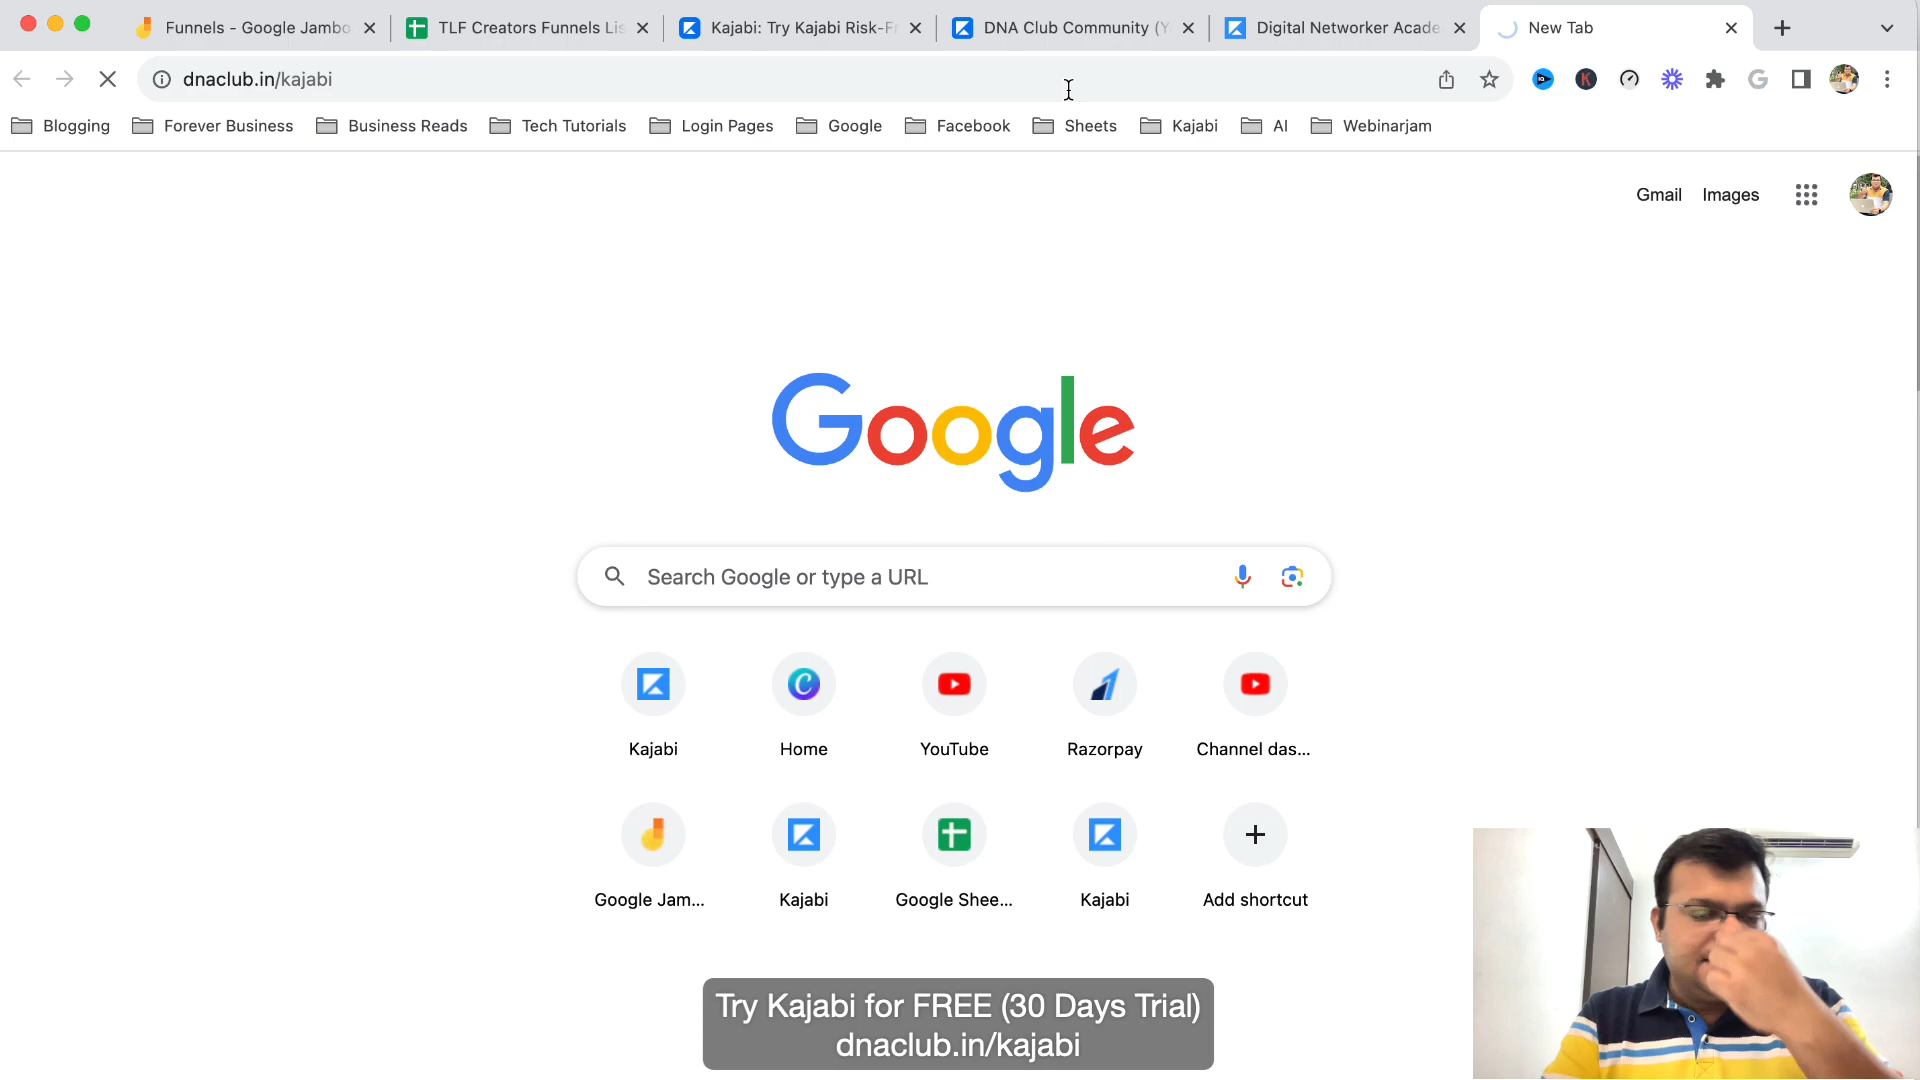 Funnels - Google Jambo
TLF Creators Funnels Lis
Kajabi: Try Kajabi Risk-F
DNA Club Community (Y
Digital Networker Acade
New Tab
dnaclub.in/kajabi
Blogging
Forever Business
Business Reads
Tech Tutorials
Login Pages
Google
Facebook
Sheets
Kajabi
AI
Webinarjam
Gmail
Images
Google
Search Google or type a URL
Kajabi
Home
YouTube
Razorpay
Channel das...
Google Jam...
Kajabi
Google Shee...
Kajabi
Add shortcut
Try Kajabi for FREE (30 Days Trial)
dnaclub.in/kajabi